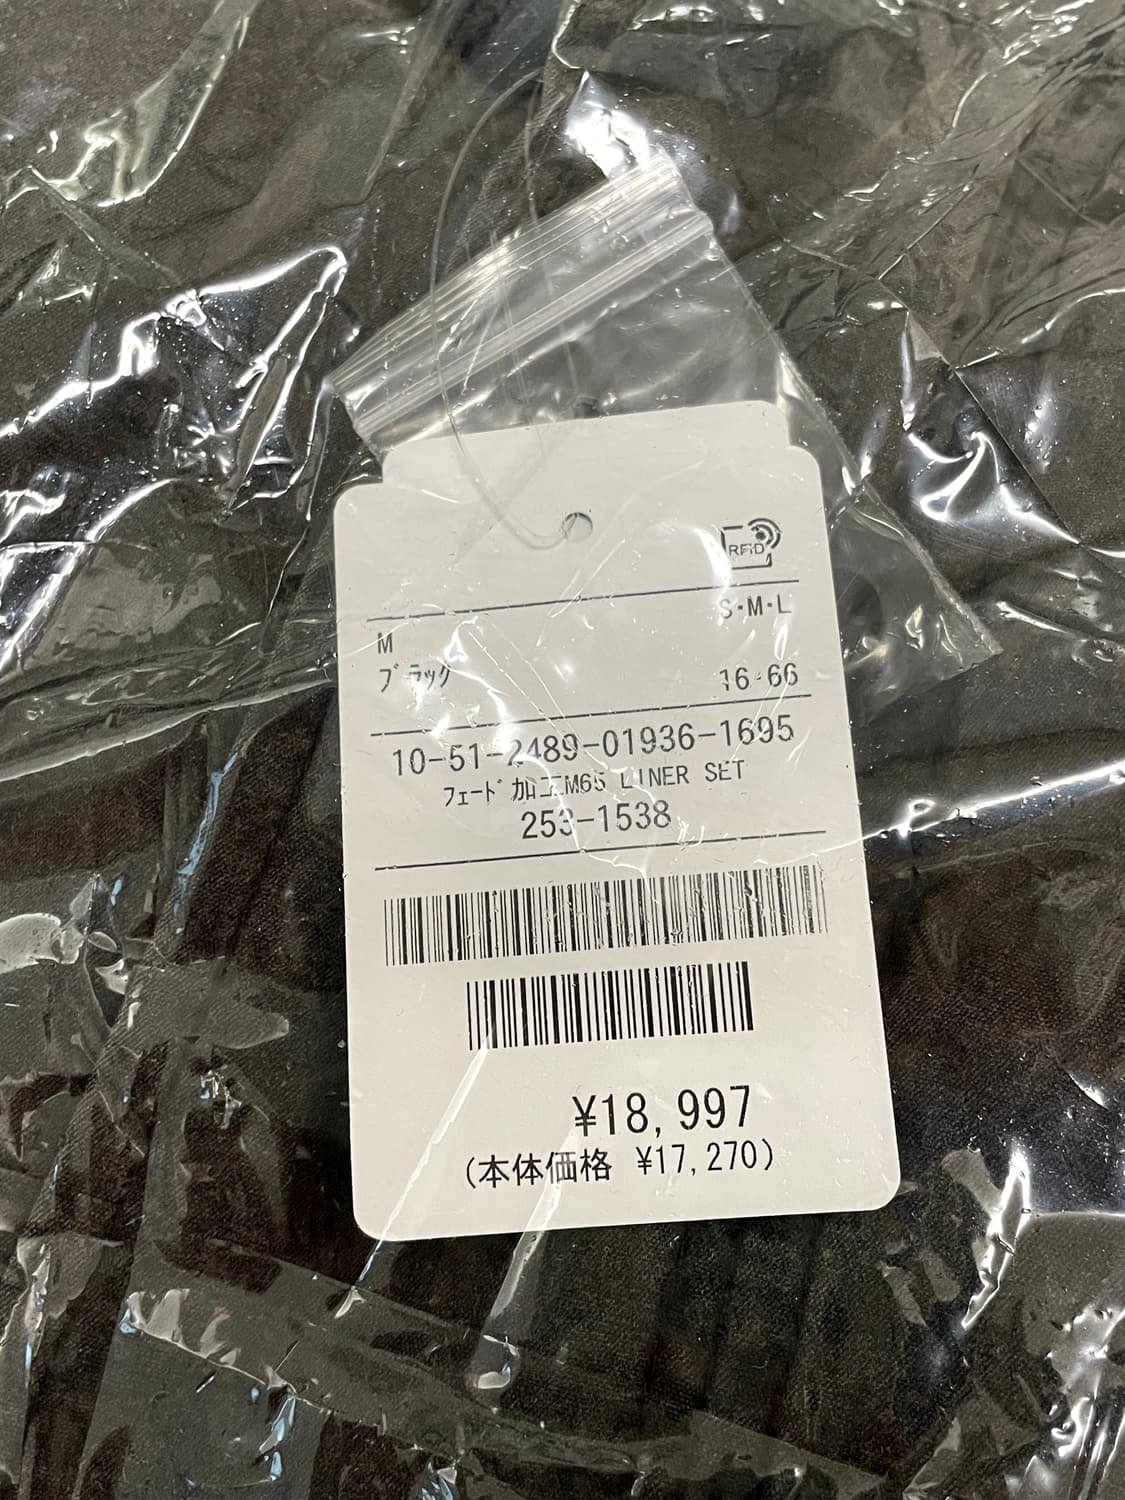 RFID
S・M・L
M
ﾌﾞﾗｯｸ
16-66
10-51-2489-01936-1695
ﾌｪｰﾄﾞ加工M65 LINER SET
253-1538
¥18,997
(本体価格 ¥17,270)